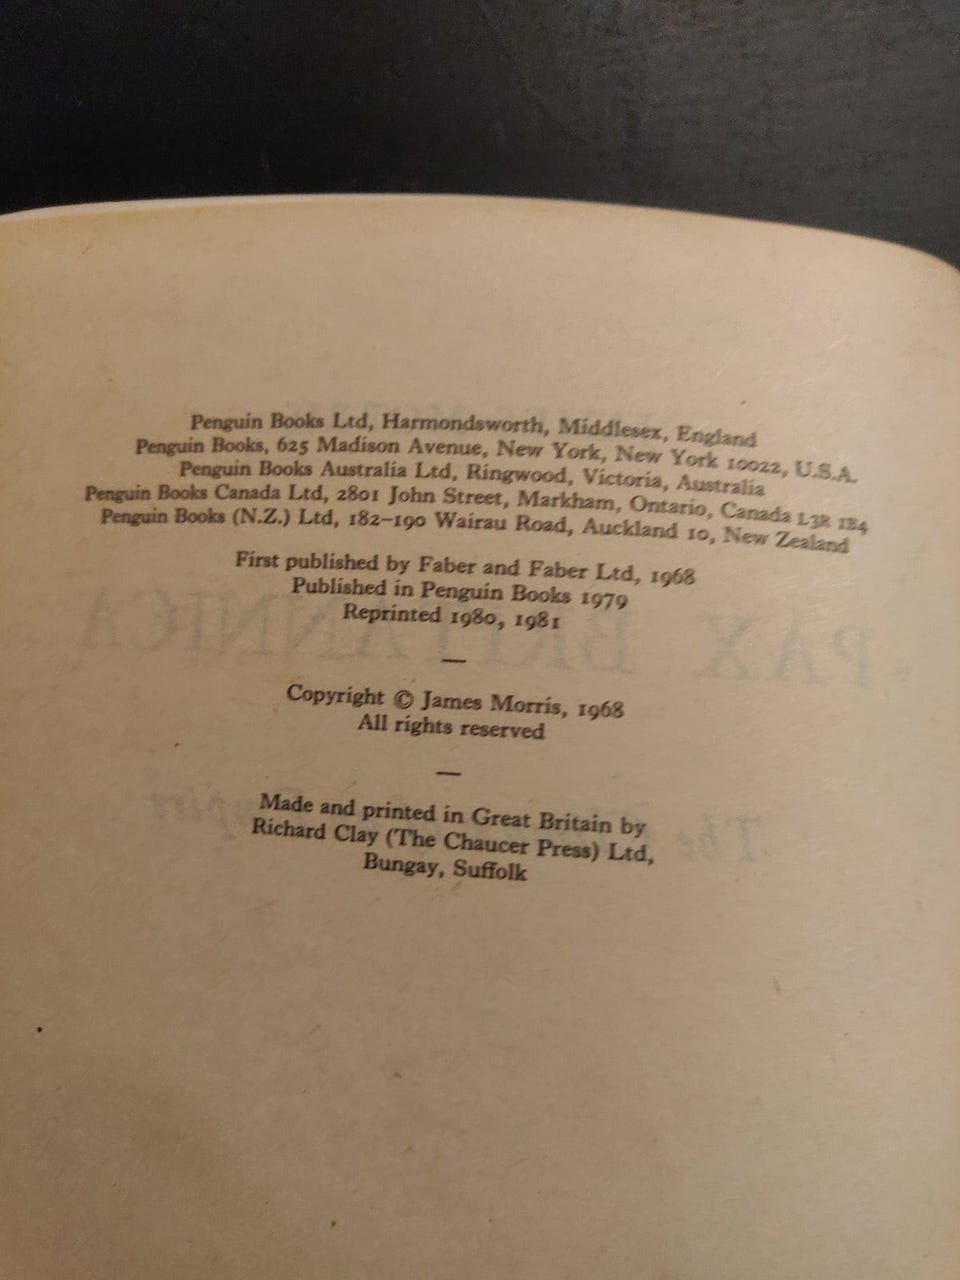 Penguin Books Ltd, Harmondsworth, Middlesex, England
Penguin Books, 625 Madison Avenue, New York, New York 10022, U.S.A.
Penguin Books Australia Ltd, Ringwood, Victoria, Australia
Penguin Books Canada Ltd, 2801 John Street, Markham, Ontario, Canada L3R 1B4
Penguin Books (N.Z.) Ltd, 182–190 Wairau Road, Auckland 10, New Zealand
First published by Faber and Faber Ltd, 1968
Published in Penguin Books 1979
Reprinted 1980, 1981
—
Copyright © James Morris, 1968
All rights reserved
—
Made and printed in Great Britain by
Richard Clay (The Chaucer Press) Ltd,
Bungay, Suffolk
PAX BRITANNICA
The